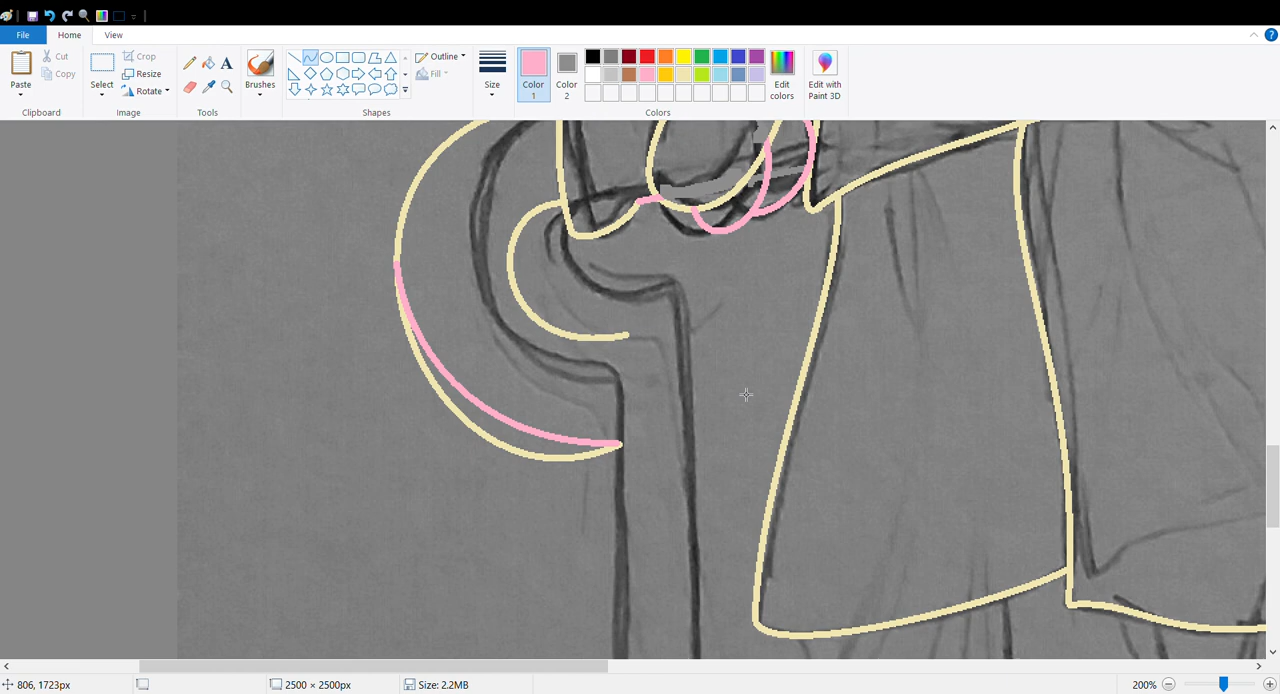 File Home View
Paste Cut Copy Clipboard
Select Crop Resize Rotate Image
A Tools
Brushes
Outline Fill Shapes
Size
Color 1 Color 2 Edit colors Colors
Edit with Paint 3D
806, 1723px 2500 × 2500px Size: 2.2MB 200%